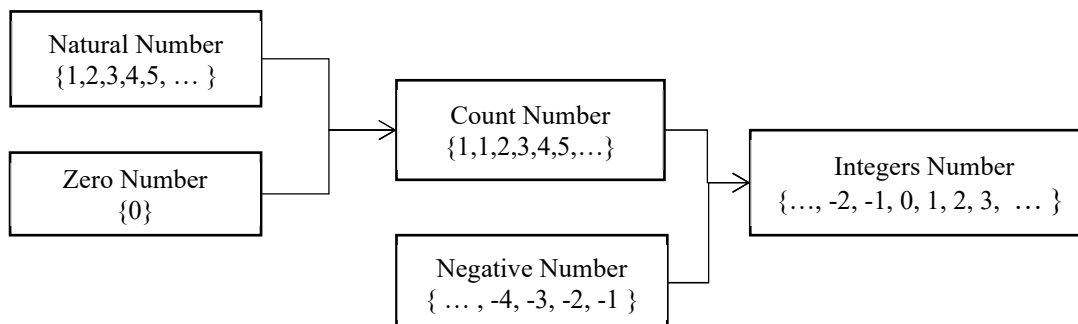 Natural Number
{1,2,3,4,5, … }
Zero Number
{0}
Count Number
{1,1,2,3,4,5,…}
Negative Number
{ … , -4, -3, -2, -1 }
Integers Number
{…, -2, -1, 0, 1, 2, 3, … }